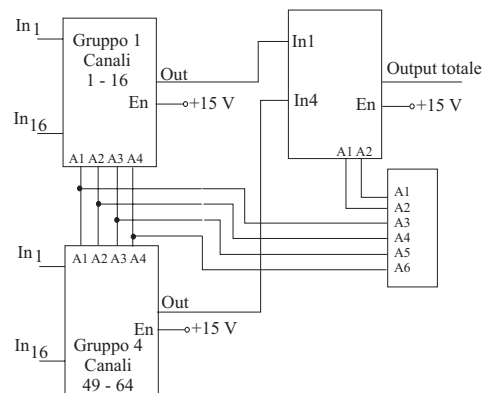 In1
Gruppo 1
Canali
1 - 16
Out
En
+15 V
In16
A1 A2 A3 A4
In1
In4
Output totale
En
+15 V
A1 A2
A1
A2
A3
A4
A5
A6
A1 A2 A3 A4
In1
Out
En
+15 V
In16
Gruppo 4
Canali
49 - 64